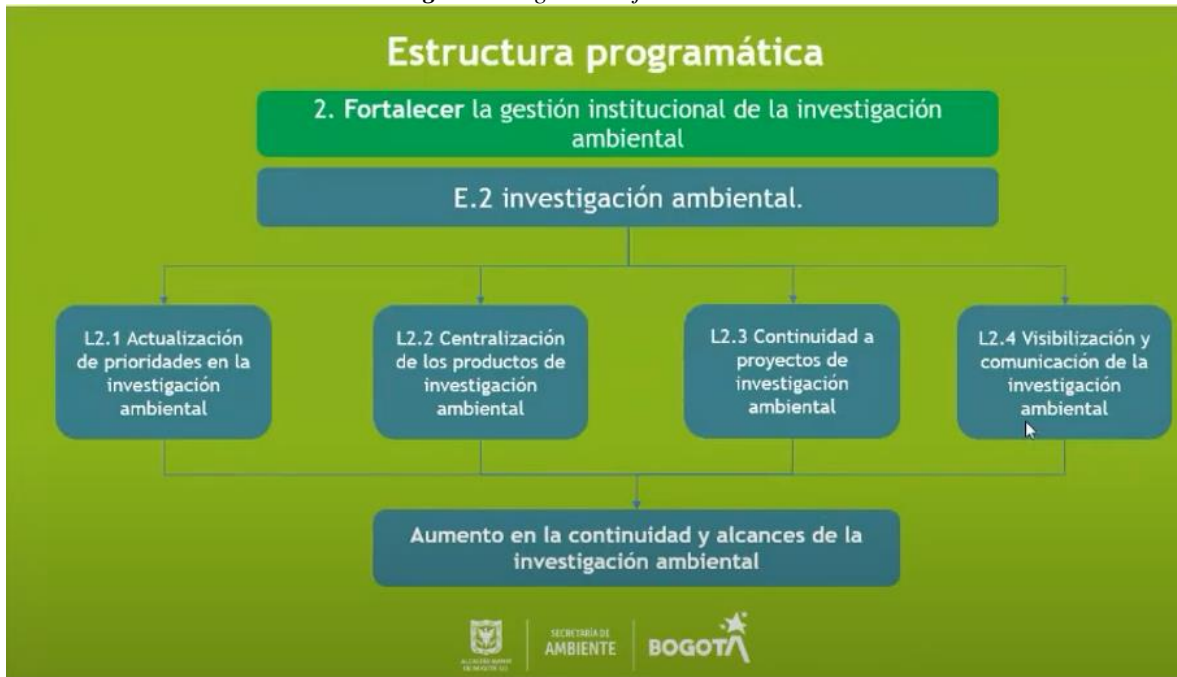 Estructura programática
2. Fortalecer la gestión institucional de la investigación
ambiental
E.2 investigación ambiental.
L2.1 Actualización
de prioridades en la
investigación
ambiental
L2.2 Centralización
de los productos de
investigación
ambiental
L2.3 Continuidad a
proyectos de
investigación
ambiental
L2.4 Visibilización y
comunicación de la
investigación
ambiental
Aumento en la continuidad y alcances de la
investigación ambiental
SECRETARÍA DE
AMBIENTE
BOGOTÁ